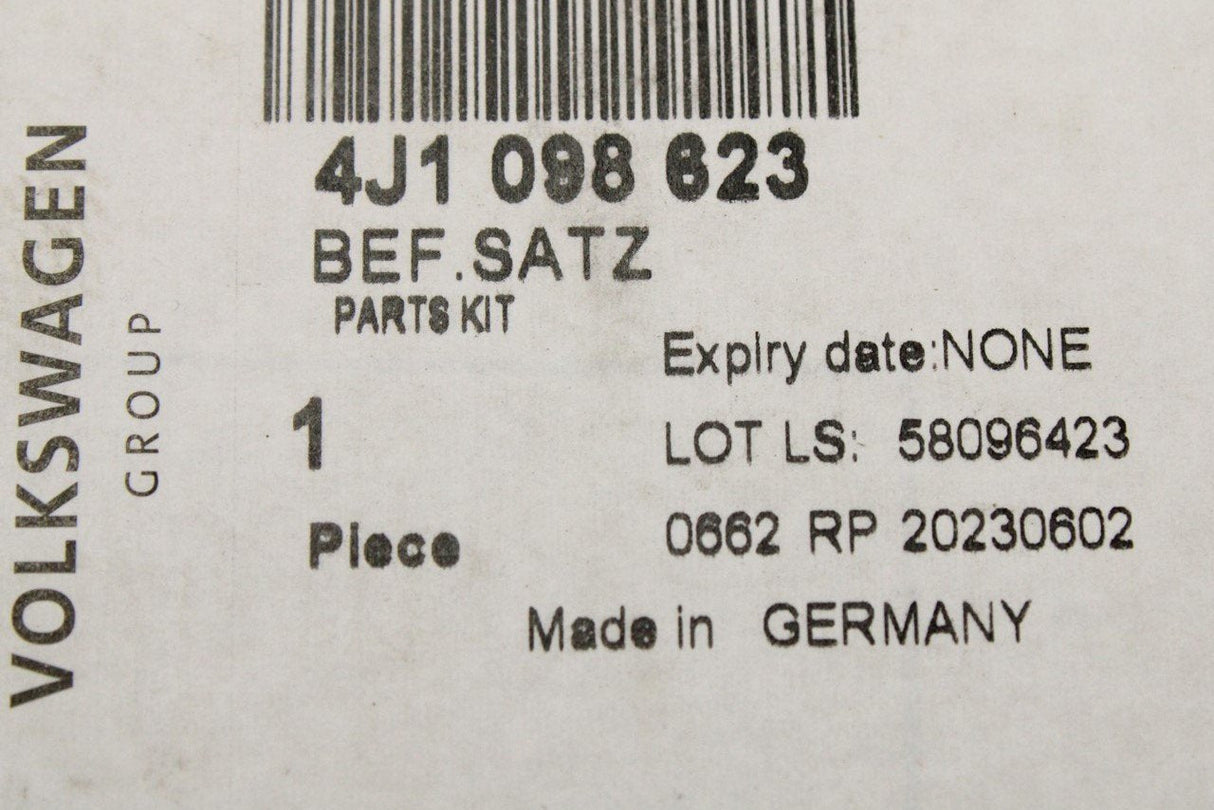 VOLKSWAGEN
GROUP
4J1 098 623
BEF.SATZ
PARTS KIT
1
Piece
Expiry date:NONE
LOT LS: 58096423
0662 RP 20230602
Made in GERMANY